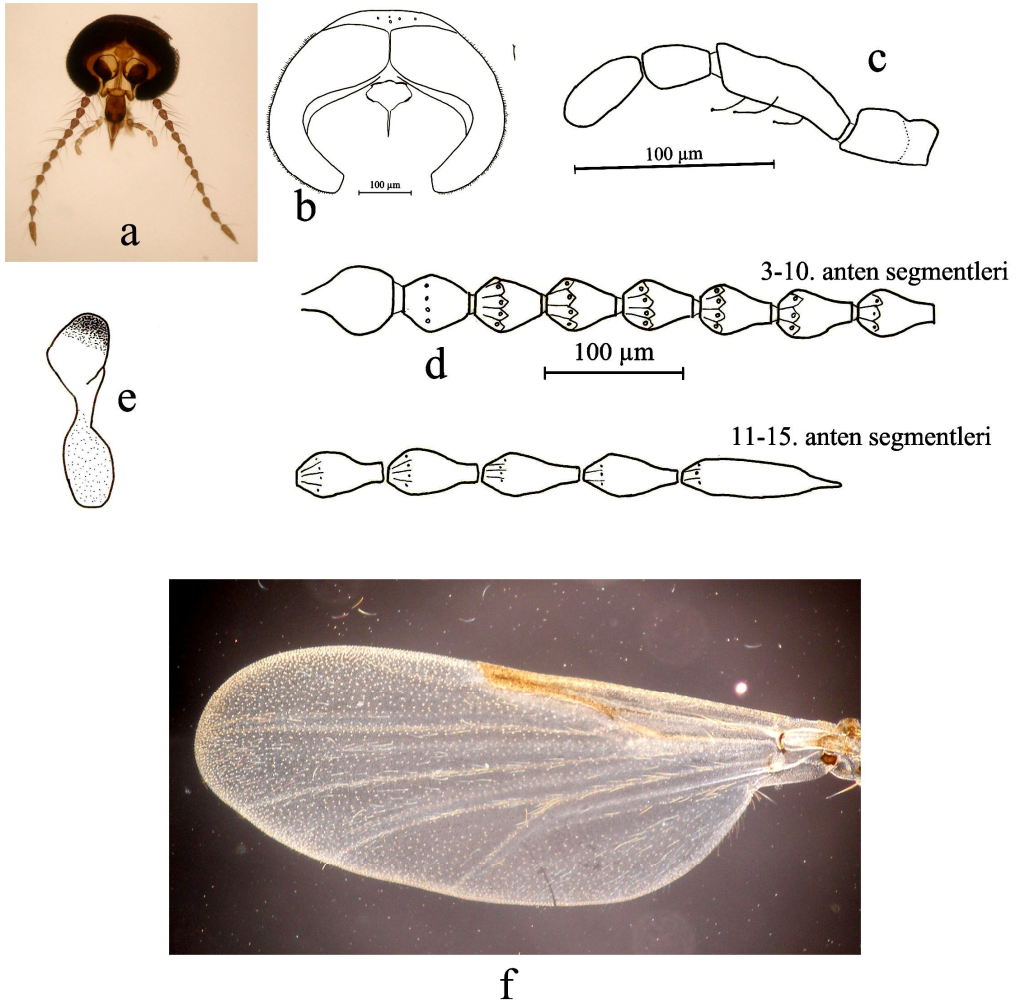 a
b
100 µm
c
100 µm
3-10. anten segmentleri
d
100 µm
e
11-15. anten segmentleri
f